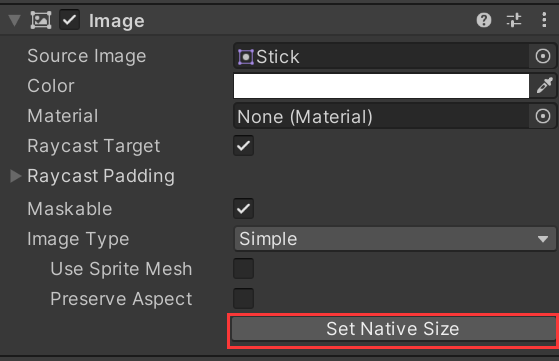 Image
Source Image Stick
Color
Material None (Material)
Raycast Target
Raycast Padding
Maskable
Image Type Simple
Use Sprite Mesh
Preserve Aspect
Set Native Size